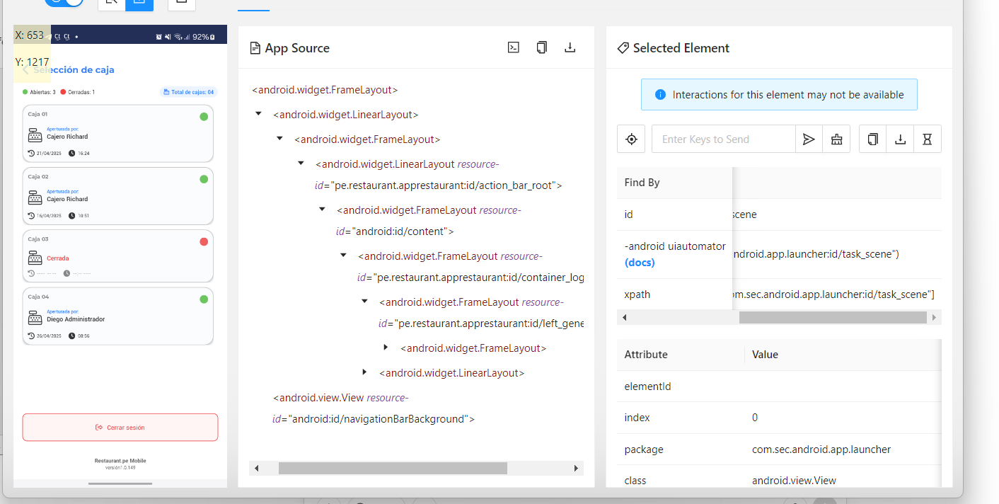 X: 653
92%
Y: 1217
Selección de caja
Abiertas: 3 Cerradas: 1 Total de cajas: 04
Caja 01
Aperturada por:
Cajero Richard
21/04/2025 16:24
Caja 02
Aperturada por:
Cajero Richard
16/04/2025 10:51
Caja 03
Cerrada
Caja 04
Aperturada por:
Diego Administrador
26/04/2025 08:56
Cerrar sesión
Restaurant.pe Mobile
versión1.0.149
App Source
<android.widget.FrameLayout>
<android.widget.LinearLayout>
<android.widget.FrameLayout>
<android.widget.LinearLayout resource-
id="pe.restaurant.apprestaurant:id/action_bar_root">
<android.widget.FrameLayout resource-
id="android:id/content">
<android.widget.FrameLayout resource-
id="pe.restaurant.apprestaurant:id/container_log
<android.widget.FrameLayout resource-
id="pe.restaurant.apprestaurant:id/left_gene
<android.widget.FrameLayout>
<android.widget.LinearLayout>
<android.view.View resource-
id="android:id/navigationBarBackground">
Selected Element
Interactions for this element may not be available
Enter Keys to Send
Find By
id scene
-android uiautomator
(docs)
ndroid.app.launcher:id/task_scene")
xpath om.sec.android.app.launcher:id/task_scene"]
Attribute Value
elementId
index 0
package com.sec.android.app.launcher
class android.view.View